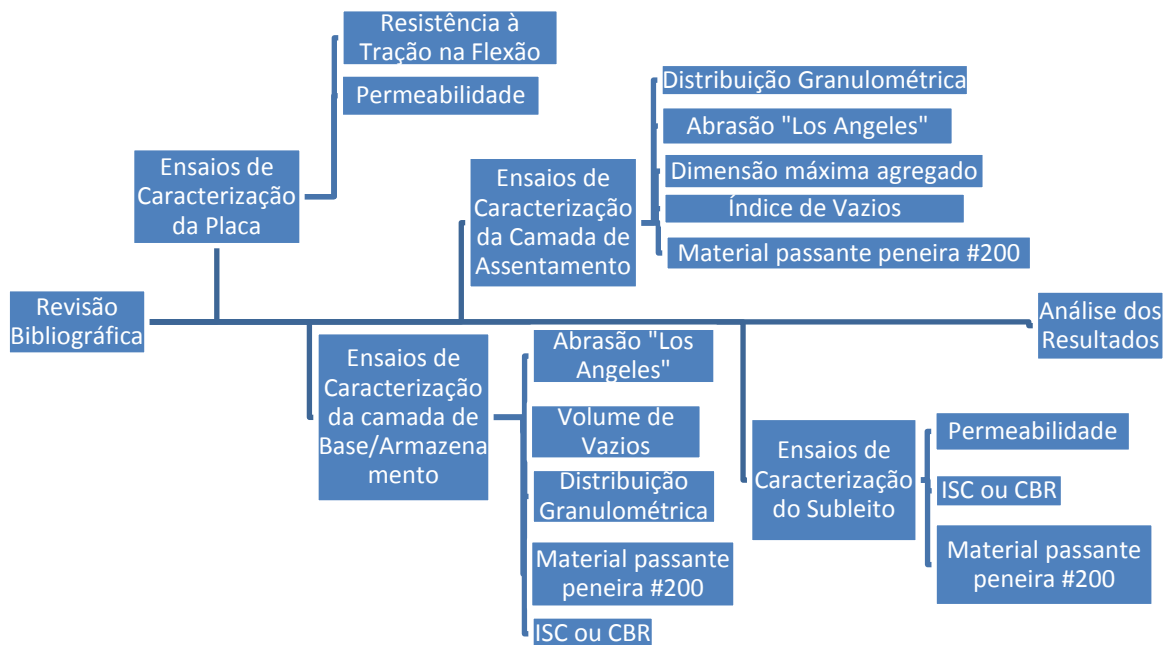 Revisão
Bibliográfica
Ensaios de
Caracterização
da Placa
Resistência à
Tração na Flexão
Permeabilidade
Ensaios de
Caracterização
da camada de
Base/Armazena
mento
Abrasão "Los
Angeles"
Volume de
Vazios
Distribuição
Granulométrica
Material passante
peneira #200
ISC ou CBR
Ensaios de
Caracterização
da Camada de
Assentamento
Distribuição Granulométrica
Abrasão "Los Angeles"
Dimensão máxima agregado
Índice de Vazios
Material passante peneira #200
Ensaios de
Caracterização
do Subleito
Permeabilidade
ISC ou CBR
Material passante
peneira #200
Análise dos
Resultados